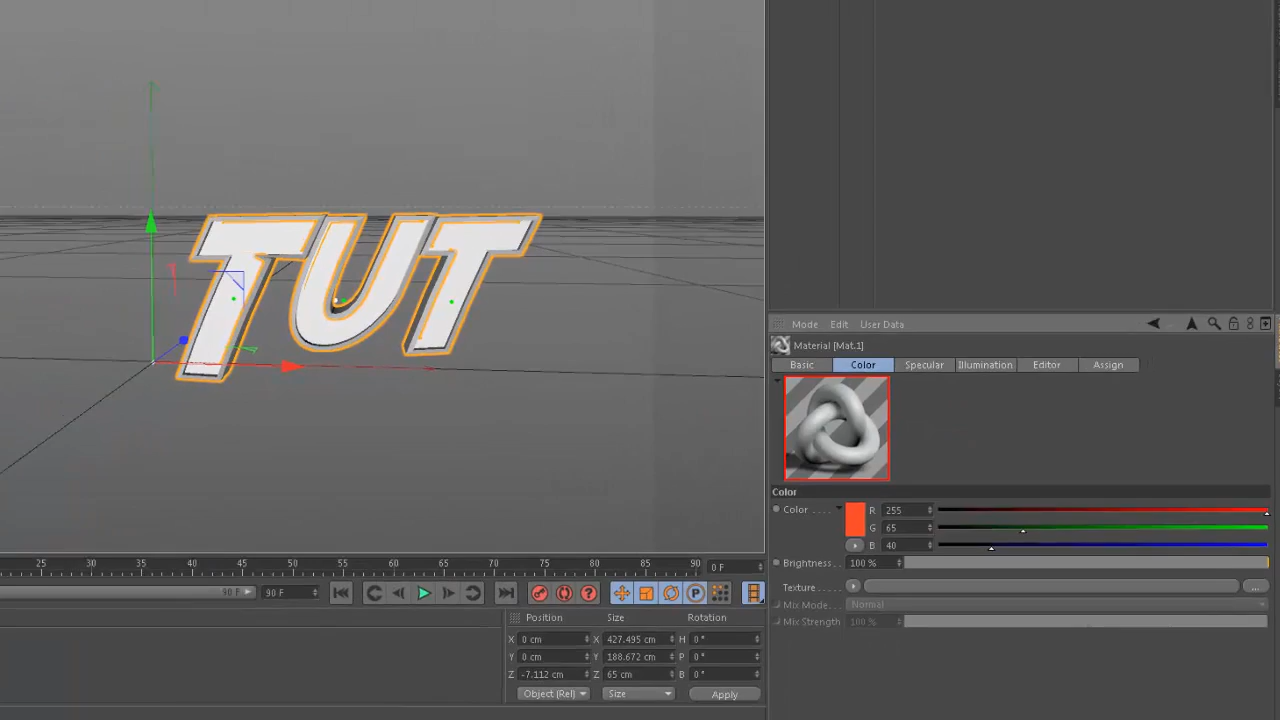 TUT
Mode Edit User Data
Material [Mat.1]
Basic Color Specular Illumination Editor Assign
Color
Color R 255
G 65
B 40
Brightness 100 %
Texture ...
Mix Mode Normal
Mix Strength 100 %
25 30 35 40 45 50 55 60 65 70 75 80 85 90 0 F
90 F 90 F
Position Size Rotation
X 0 cm X 427.495 cm H 0 °
Y 0 cm Y 188.672 cm P 0 °
Z -7.112 cm Z 65 cm B 0 °
Object (Rel) Size Apply